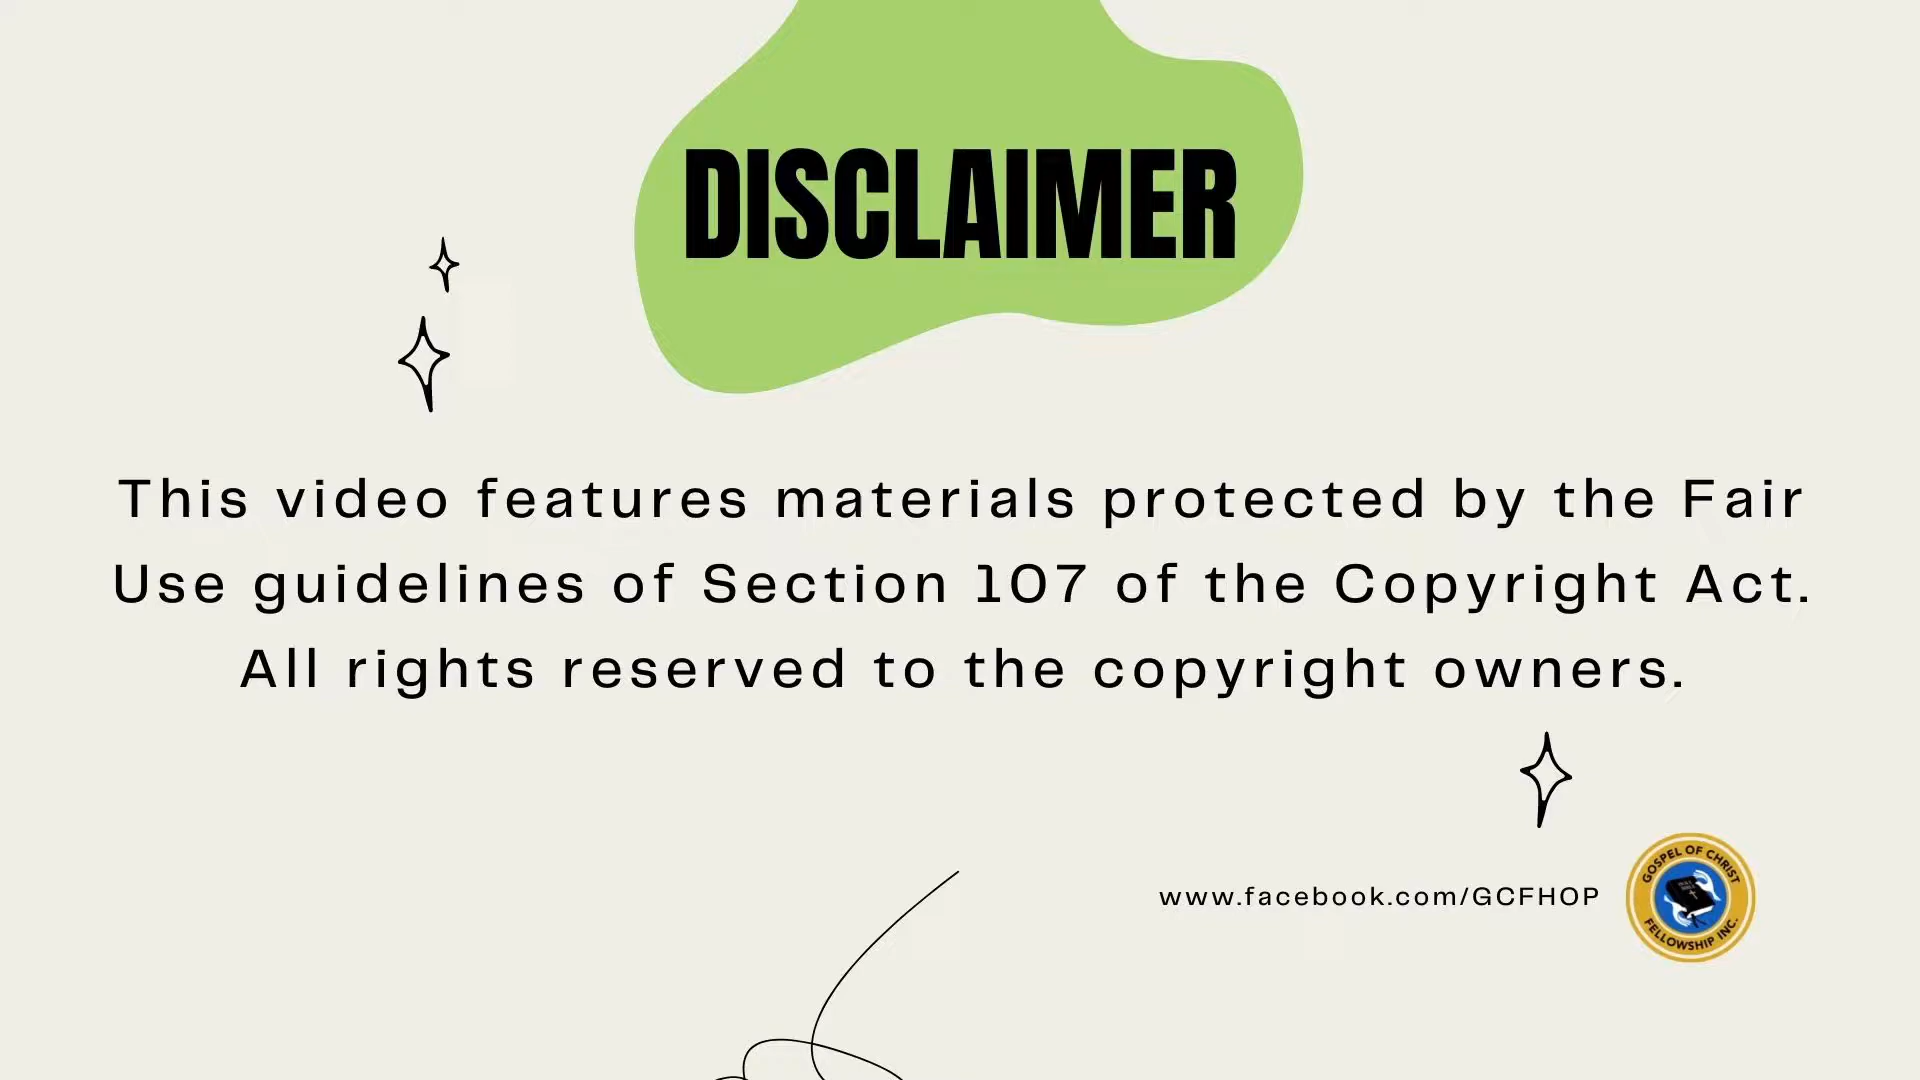 DISCLAIMER
This video features materials protected by the Fair
Use guidelines of Section 107 of the Copyright Act.
All rights reserved to the copyright owners.
www.facebook.com/GCFHOP
GOSPEL OF CHRIST
FELLOWSHIP INC.